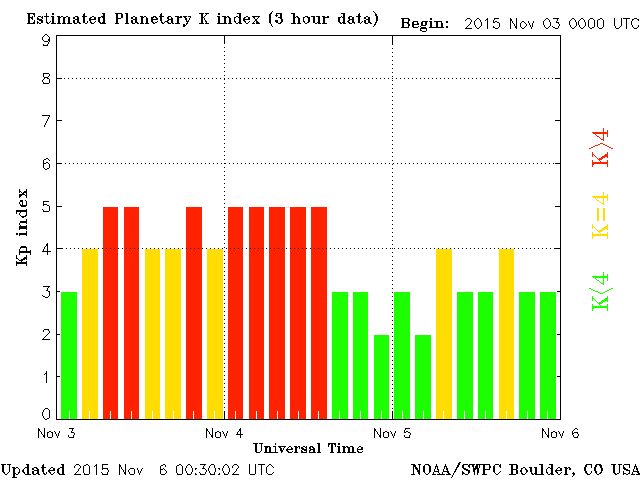 Estimated Planetary K index (3 hour data) Begin: 2015 Nov 03 0000 UTC
9
8
7
6
5
4
3
2
1
0
Kp index
K>4
K=4
K<4
Nov 3 Nov 4 Nov 5 Nov 6
Universal Time
Updated 2015 Nov 6 00:30:02 UTC NOAA/SWPC Boulder, CO USA